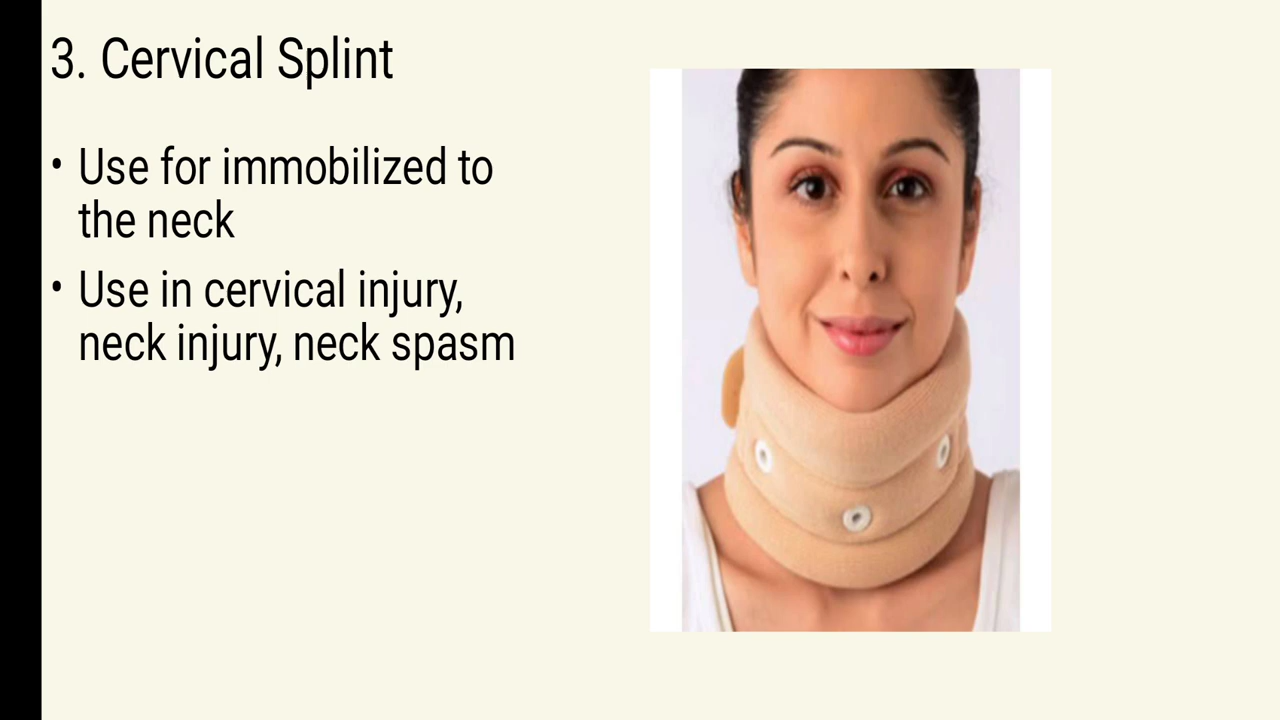 3. Cervical Splint
• Use for immobilized to
the neck
• Use in cervical injury,
neck injury, neck spasm